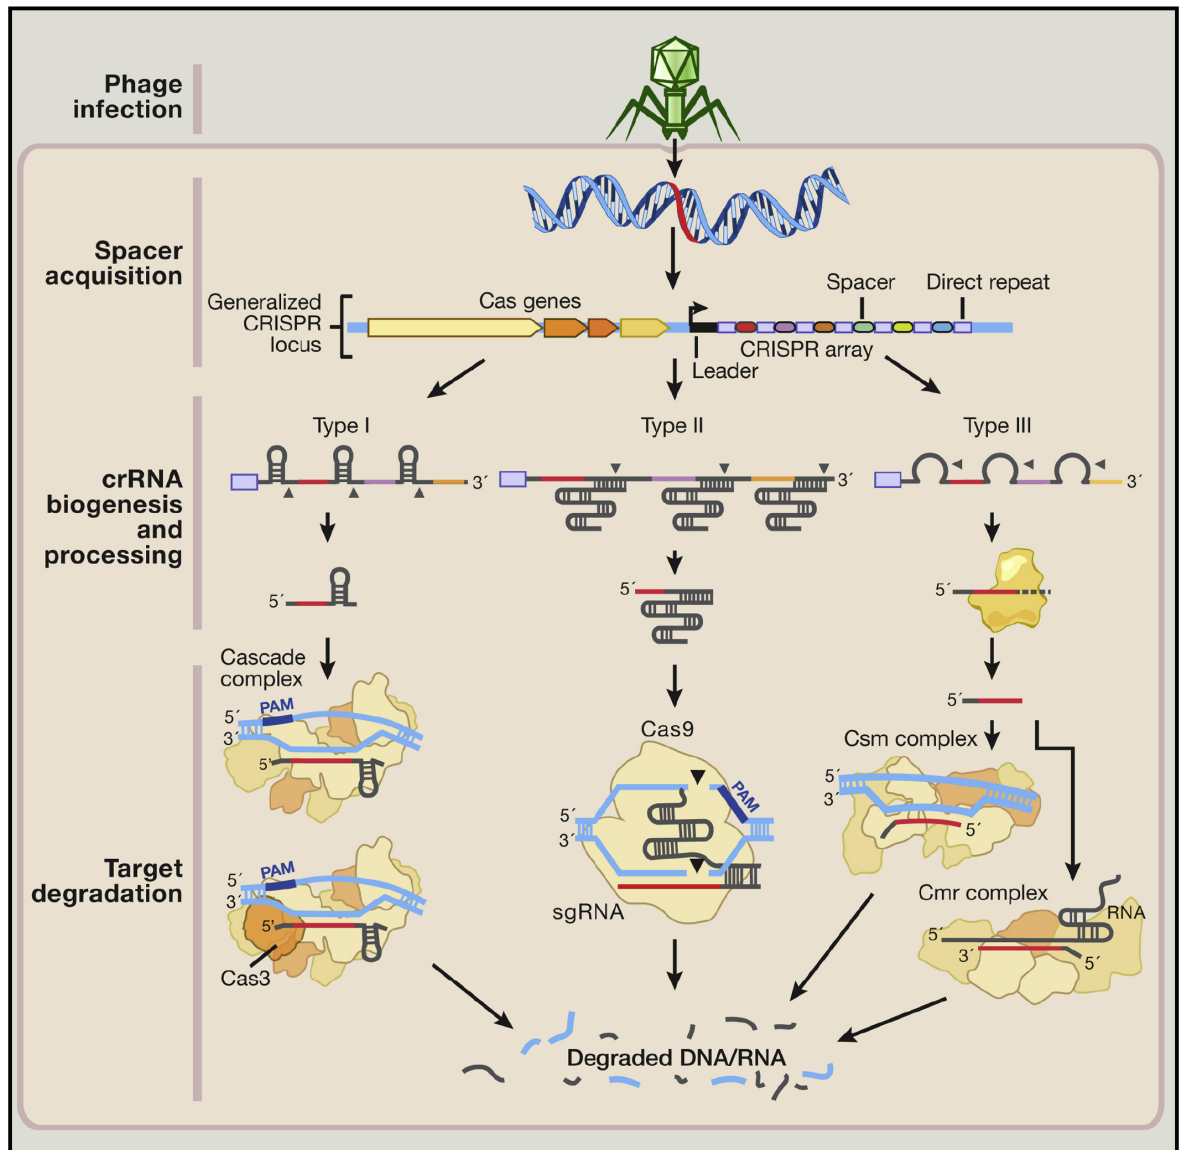 Phage
infection
Spacer
acquisition
Generalized
CRISPR
locus
Cas genes
Spacer
Direct repeat
CRISPR array
Leader
crRNA
biogenesis
and
processing
Type I
Type II
Type III
3´
3´
3´
5´
5´
5´
5´
Target
degradation
Cascade
complex
PAM
5´
3´
5´
Cas9
PAM
5´
3´
sgRNA
Csm complex
5´
3´
5´
PAM
5´
3´
5´
Cas3
Cmr complex
RNA
5´
3´
5´
Degraded DNA/RNA